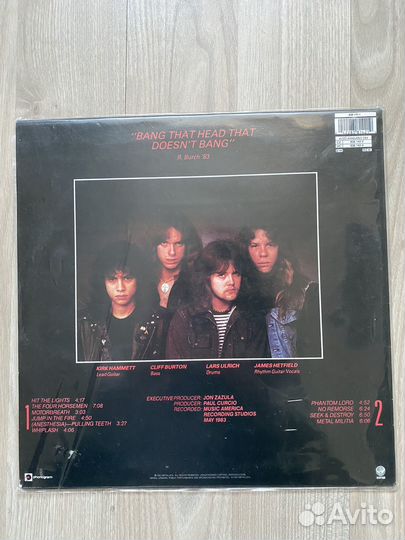 "BANG THAT HEAD THAT
DOESN'T BANG"
R. Burch '83
KIRK HAMMETT
Lead Guitar
CLIFF BURTON
Bass
LARS ULRICH
Drums
JAMES HETFIELD
Rhythm Guitar Vocals
1
HIT THE LIGHTS 4:17
THE FOUR HORSEMEN 7:08
MOTORBREATH 3:03
JUMP IN THE FIRE 4:50
(ANESTHESIA)—PULLING TEETH 3:27
WHIPLASH 4:06
EXECUTIVE PRODUCER: JON ZAZULA
PRODUCER: PAUL CURCIO
RECORDED: MUSIC AMERICA
RECORDING STUDIOS
MAY 1983
PHANTOM LORD 4:52
NO REMORSE 6:24
SEEK & DESTROY 6:50
METAL MILITIA 6:06
2
phonogram
Avito